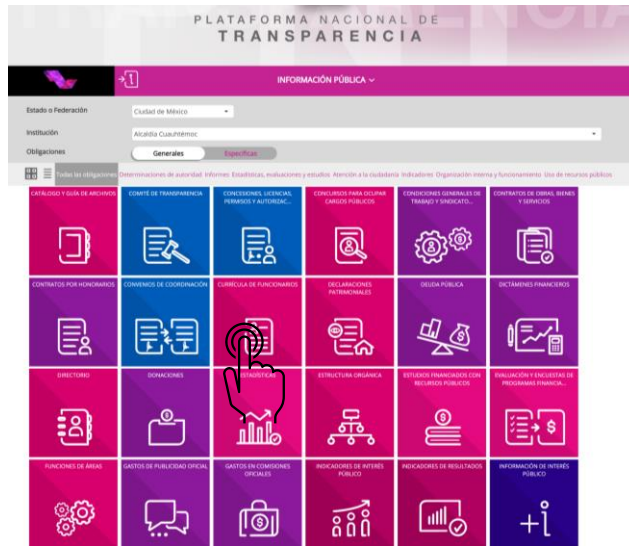 PLATAFORMA NACIONAL DE
TRANSPARENCIA
INFORMACIÓN PÚBLICA
Estado o Federación
Ciudad de México
Institución
Alcaldía Cuauhtémoc
Obligaciones
Generales
Específicas
Todas las obligaciones Determinaciones de autoridad Informes Estadísticas, evaluaciones y estudios Atención a la ciudadanía Indicadores Organización interna y funcionamiento Uso de recursos públicos
CATÁLOGO Y GUÍA DE ARCHIVOS
COMITÉ DE TRANSPARENCIA
CONCESIONES, LICENCIAS,
PERMISOS Y AUTORIZAC...
CONCURSOS PARA OCUPAR
CARGOS PÚBLICOS
CONDICIONES GENERALES DE
TRABAJO Y SINDICATO...
CONTRATOS DE OBRAS, BIENES
Y SERVICIOS
CONTRATOS POR HONORARIOS
CONVENIOS DE COORDINACIÓN
CURRÍCULA DE FUNCIONARIOS
DECLARACIONES
PATRIMONIALES
DEUDA PÚBLICA
DICTÁMENES FINANCIEROS
DIRECTORIO
DONACIONES
ESTADÍSTICAS
ESTRUCTURA ORGÁNICA
ESTUDIOS FINANCIADOS CON
RECURSOS PÚBLICOS
EVALUACIÓN Y ENCUESTAS DE
PROGRAMAS FINANCIA...
FUNCIONES DE ÁREAS
GASTOS DE PUBLICIDAD OFICIAL
GASTOS EN COMISIONES
OFICIALES
INDICADORES DE INTERÉS
PÚBLICO
INDICADORES DE RESULTADOS
INFORMACIÓN DE INTERÉS
PÚBLICO